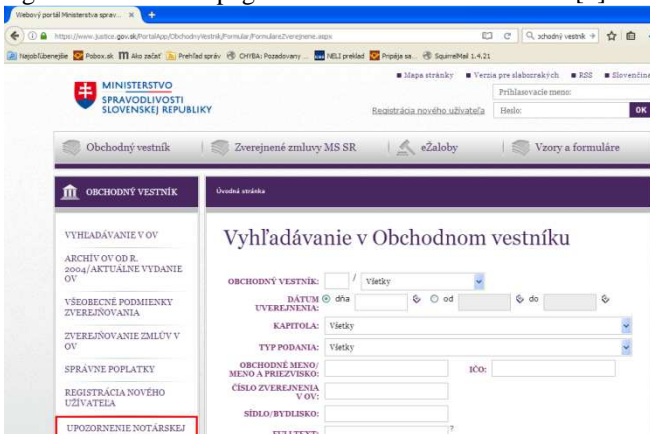 Webový portál Ministerstva sprav...
https://www.justice.gov.sk/PortalApp/ObchodnyVestnik/Formular/FormulareZverejnene.aspx
Najobľúbenejšie Pobox.sk Ako začať Prehľad správ CHYBA: Pozadovany ... NELI preklad Pripája sa... SquirrelMail 1.4.21
Mapa stránky Verzia pre slabozrakých RSS Slovenčina
MINISTERSTVO
SPRAVODLIVOSTI
SLOVENSKEJ REPUBLIKY
Prihlasovacie meno:
Registrácia nového užívateľa Heslo: OK
Obchodný vestník Zverejnené zmluvy MS SR eŽaloby Vzory a formuláre
OBCHODNÝ VESTNÍK
Úvodná stránka
Vyhľadávanie v Obchodnom vestníku
VYHĽADÁVANIE V OV
ARCHÍV OV OD R.
2004/AKTUÁLNE VYDANIE
OV
VŠEOBECNÉ PODMIENKY
ZVEREJŇOVANIA
ZVEREJŇOVANIE ZMLÚV V
OV
SPRÁVNE POPLATKY
REGISTRÁCIA NOVÉHO
UŽÍVATEĽA
UPOZORNENIE NOTÁRSKEJ
OBCHODNÝ VESTNÍK: / Všetky
DÁTUM UVEREJNENIA: dňa od do
KAPITOLA: Všetky
TYP PODANIA: Všetky
OBCHODNÉ MENO/
MENO A PRIEZVISKO: IČO:
ČÍSLO ZVEREJNENIA
V OV:
SÍDLO/BYDLISKO:
FULLTEXT: ?